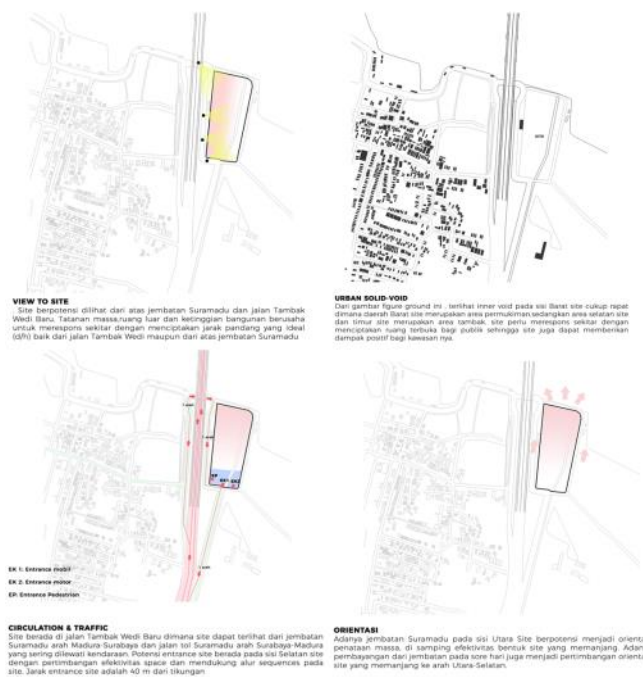 SITE
VIEW TO SITE
Site berpotensi dilihat dari atas jembatan Suramadu dan jalan Tambak
Wedi Baru. Tatanan massa,ruang luar dan ketinggian bangunan berusaha
untuk merespons sekitar dengan menciptakan jarak pandang yang ideal
(d/h) baik dari jalan Tambak Wedi maupun dari atas jembatan Suramadu
URBAN SOLID-VOID
Dari gambar figure ground ini , terlihat inner void pada sisi Barat site cukup rapat
dimana daerah Barat site merupakan area permukiman,sedangkan area selatan site
dan timur site merupakan area tambak. site perlu merespons sekitar dengan
menciptakan ruang terbuka bagi publik sehingga site juga dapat memberikan
dampak positif bagi kawasan nya.
EP
EK1
EK2
EK 1: Entrance mobil
EK 2: Entrance motor
EP: Entrance Pedestrian
CIRCULATION & TRAFFIC
Site berada di jalan Tambak Wedi Baru dimana site dapat terlihat dari jembatan
Suramadu arah Madura-Surabaya dan jalan tol Suramadu arah Surabaya-Madura
yang sering dilewati kendaraan. Potensi entrance site berada pada sisi Selatan site
dengan pertimbangan efektivitas space dan mendukung alur sequences pada
site. Jarak entrance site adalah 40 m dari tikungan
ORIENTASI
Adanya jembatan Suramadu pada sisi Utara Site berpotensi menjadi orienta
penataan massa, di samping efektivitas bentuk site yang memanjang. Adan
pembayangan dari jembatan pada sore hari juga menjadi pertimbangan orienta
site yang memanjang ke arah Utara-Selatan.